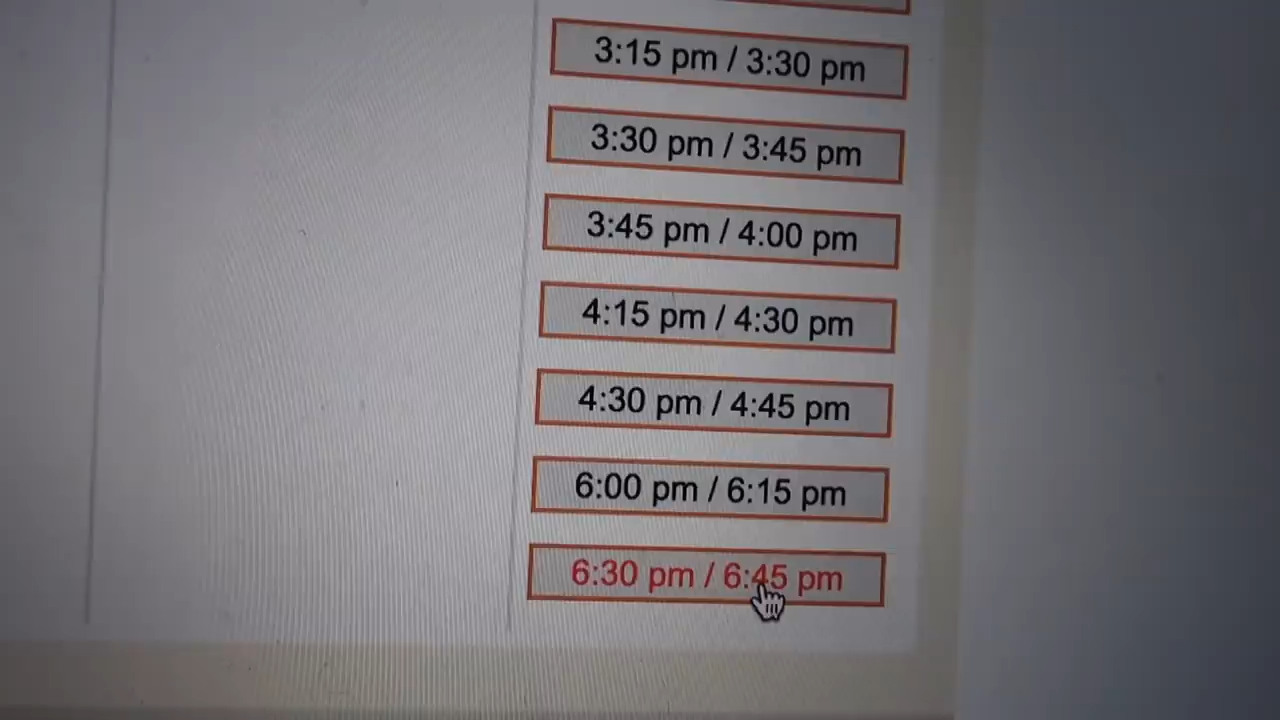 3:15 pm / 3:30 pm
3:30 pm / 3:45 pm
3:45 pm / 4:00 pm
4:15 pm / 4:30 pm
4:30 pm / 4:45 pm
6:00 pm / 6:15 pm
6:30 pm / 6:45 pm